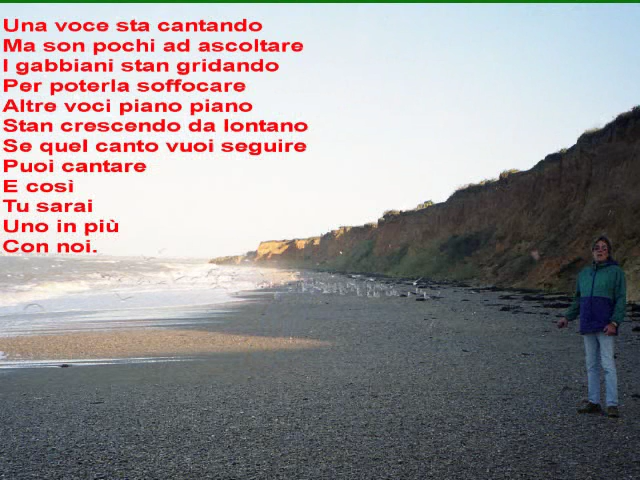 Una voce sta cantando
Ma son pochi ad ascoltare
I gabbiani stan gridando
Per poterla soffocare
Altre voci piano piano
Stan crescendo da lontano
Se quel canto vuoi seguire
Puoi cantare
E così
Tu sarai
Uno in più
Con noi.